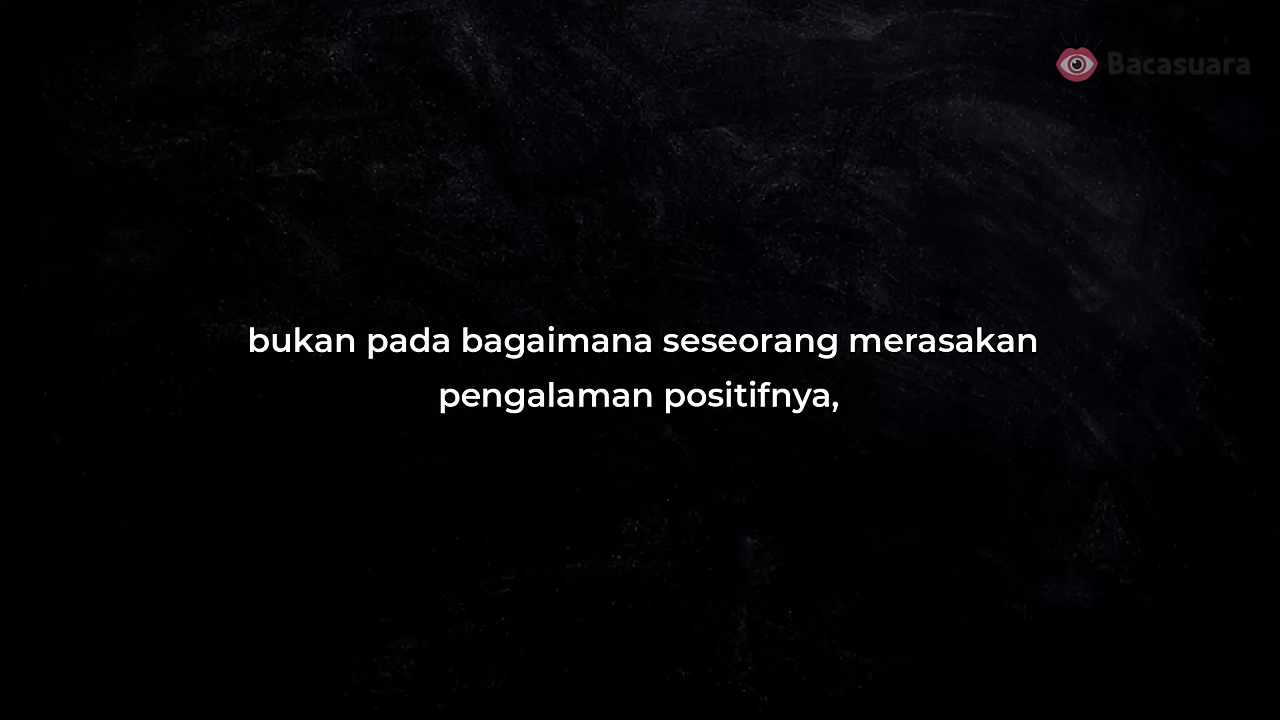 Bacasuara
bukan pada bagaimana seseorang merasakan
pengalaman positifnya,